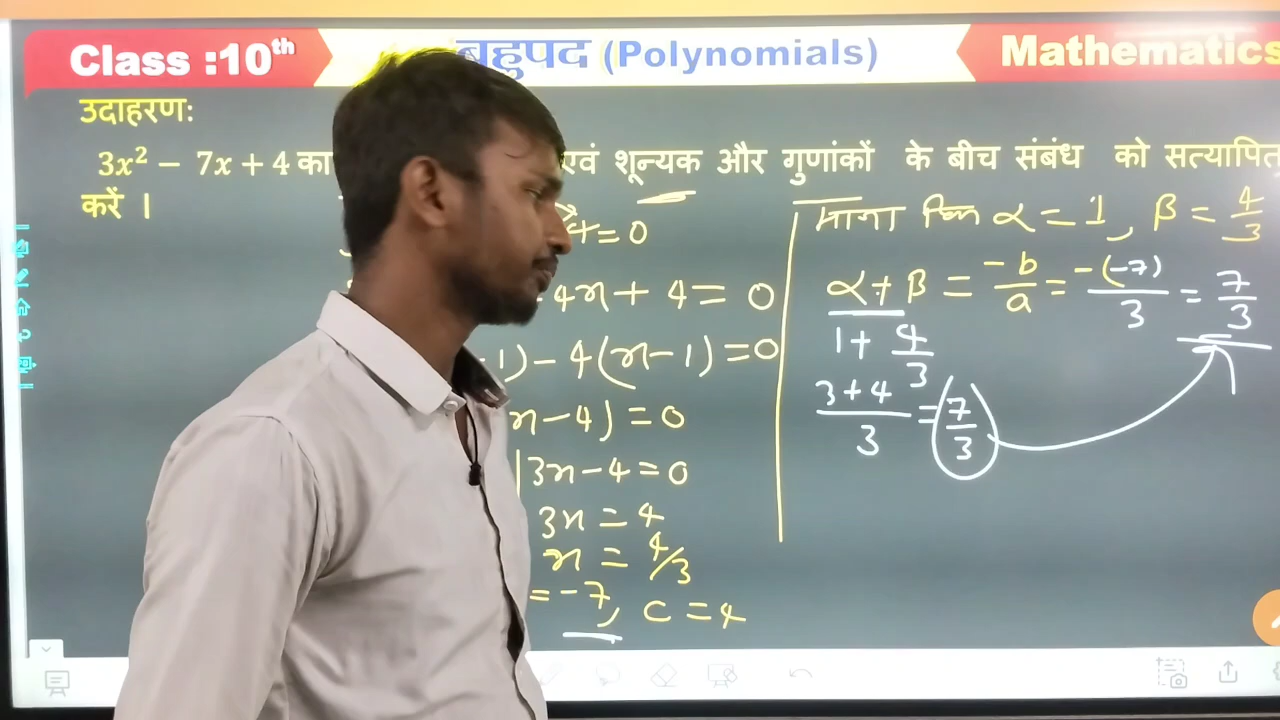 Class :10th
बहुपद (Polynomials)
Mathematics
उदाहरण:
3x² − 7x + 4 का एवं शून्यक और गुणांकों के बीच संबंध को सत्यापित
करें ।
4 = 0
4x + 4 = 0
1) − 4(x−1) = 0
x−4) = 0
3x−4 = 0
3x = 4
x = 4/3
= −7, c = 4
माना कि α = 1, β = 4/3
α + β = −b/a = −(−7)/3 = 7/3
1 + 4/3
3+4/3 = 7/3